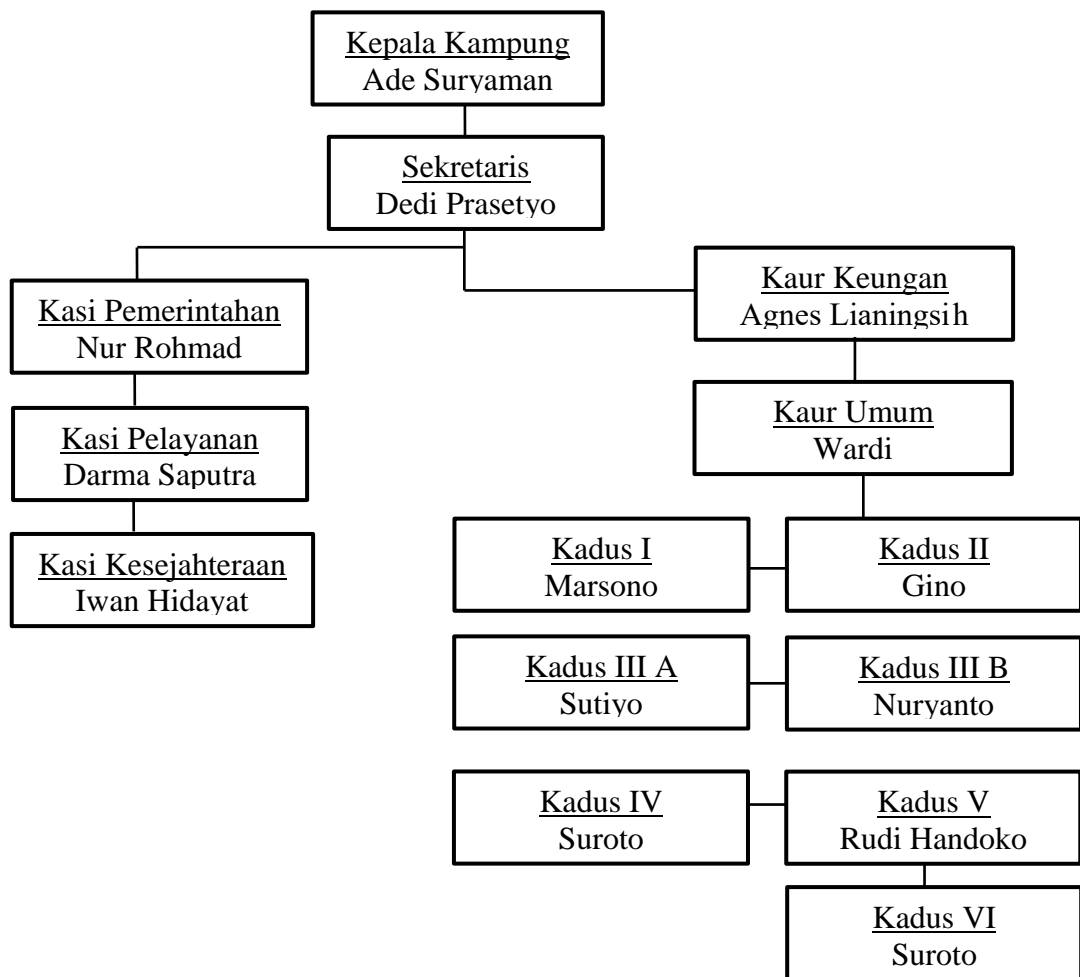 Kepala Kampung
Ade Suryaman
Sekretaris
Dedi Prasetyo
Kasi Pemerintahan
Nur Rohmad
Kaur Keungan
Agnes Lianingsih
Kasi Pelayanan
Darma Saputra
Kaur Umum
Wardi
Kasi Kesejahteraan
Iwan Hidayat
Kadus I
Marsono
Kadus II
Gino
Kadus III A
Sutiyo
Kadus III B
Nuryanto
Kadus IV
Suroto
Kadus V
Rudi Handoko
Kadus VI
Suroto